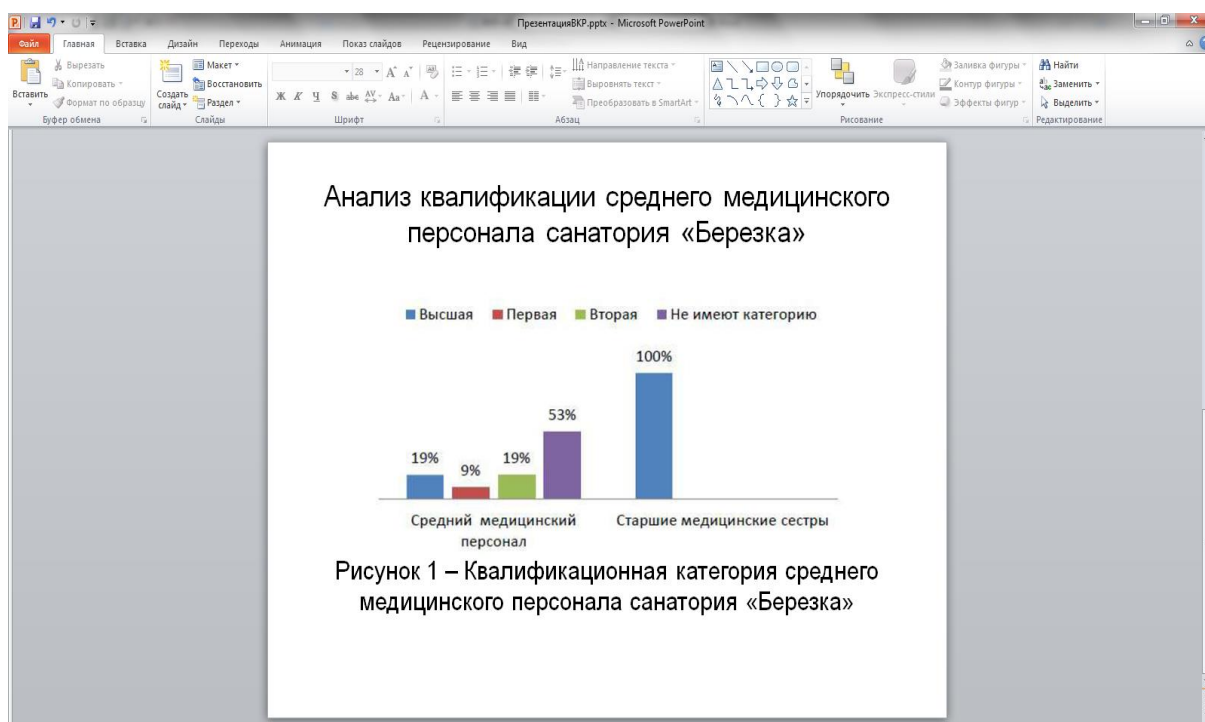 ПрезентацияВКР.pptx - Microsoft PowerPoint
Файл Главная Вставка Дизайн Переходы Анимация Показ слайдов Рецензирование Вид
Вставить
Вырезать
Копировать
Формат по образцу
Буфер обмена
Создать слайд
Макет
Восстановить
Раздел
Слайды
28
Ж К Ч S abc AV Aa А
Шрифт
Направление текста
Выровнять текст
Преобразовать в SmartArt
Абзац
Упорядочить Экспресс-стили
Заливка фигуры
Контур фигуры
Эффекты фигур
Рисование
Найти
Заменить
Выделить
Редактирование
Анализ квалификации среднего медицинского
персонала санатория «Березка»
Высшая Первая Вторая Не имеют категорию
100%
53%
19% 9% 19%
Средний медицинский
персонал
Старшие медицинские сестры
Рисунок 1 – Квалификационная категория среднего
медицинского персонала санатория «Березка»